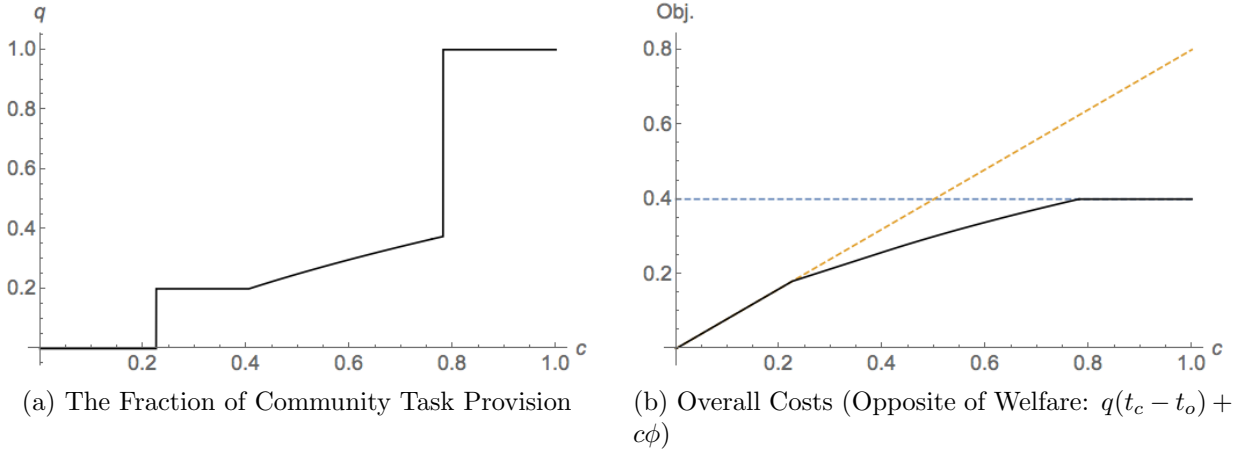 q
1.0
0.8
0.6
0.4
0.2
0.2 0.4 0.6 0.8 1.0 c
(a) The Fraction of Community Task Provision
Obj.
0.8
0.6
0.4
0.2
0.2 0.4 0.6 0.8 1.0 c
(b) Overall Costs (Opposite of Welfare: q(t_c − t_o) +
cϕ)